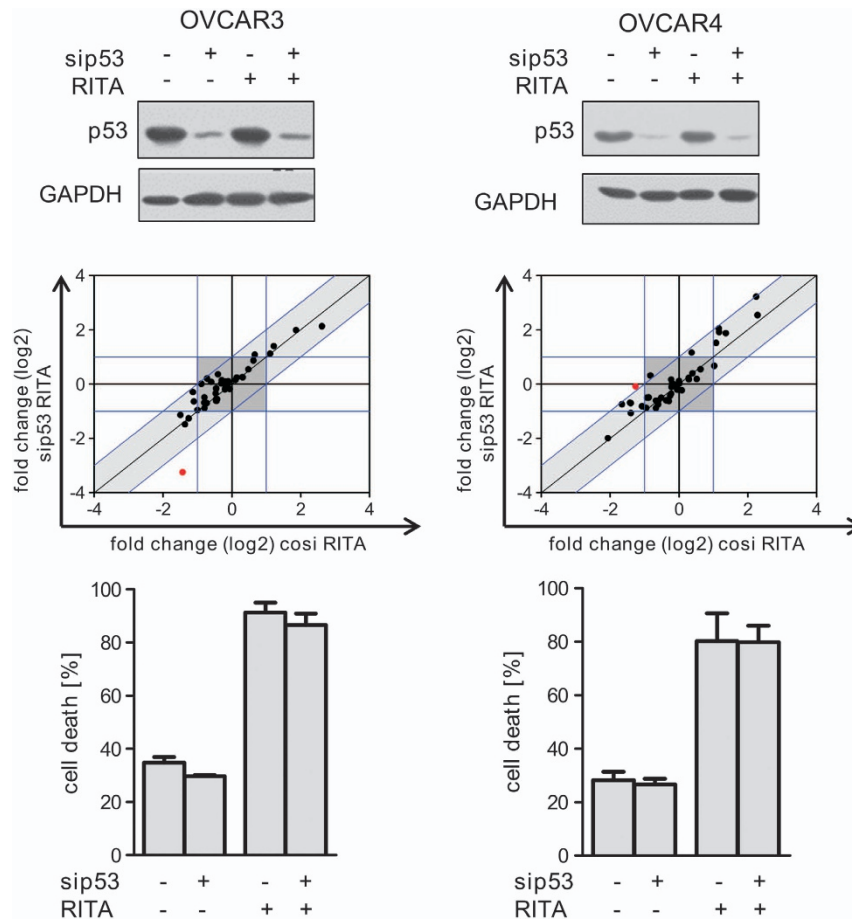 OVCAR3
sip53 - + - +
RITA - - + +
p53
GAPDH
OVCAR4
sip53 - + - +
RITA - - + +
p53
GAPDH
fold change (log2)
sip53 RITA
4
2
0
-2
-4
-4 -2 0 2 4
fold change (log2) cosi RITA
fold change (log2)
sip53 RITA
4
2
0
-2
-4
-4 -2 0 2 4
fold change (log2) cosi RITA
cell death [%]
100
80
60
40
20
0
sip53 - + - +
RITA - - + +
cell death [%]
100
80
60
40
20
0
sip53 - + - +
RITA - - + +